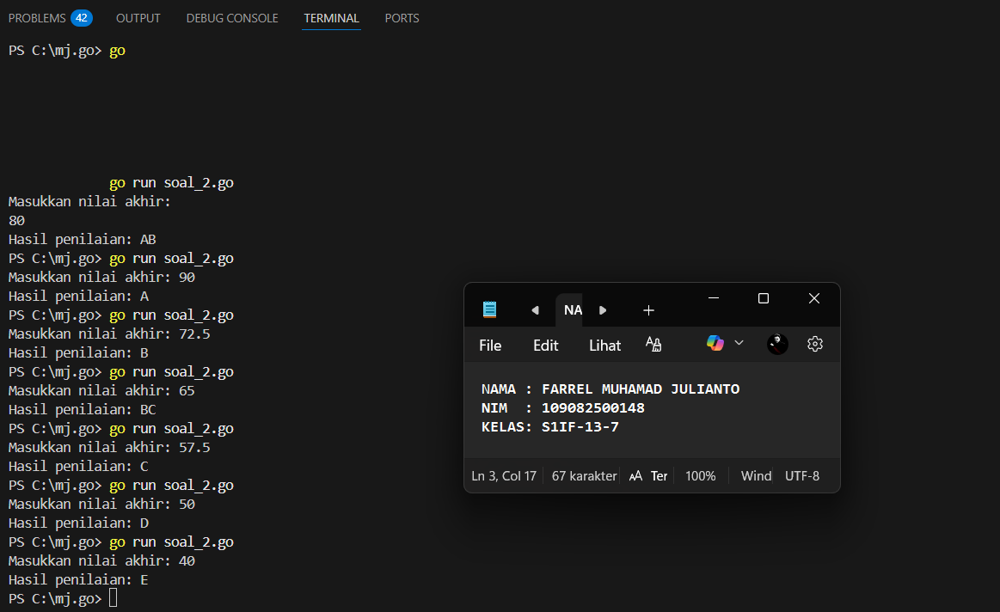 PROBLEMS 42 OUTPUT DEBUG CONSOLE TERMINAL PORTS
PS C:\mj.go> go
go run soal_2.go
Masukkan nilai akhir:
80
Hasil penilaian: AB
PS C:\mj.go> go run soal_2.go
Masukkan nilai akhir: 90
Hasil penilaian: A
PS C:\mj.go> go run soal_2.go
Masukkan nilai akhir: 72.5
Hasil penilaian: B
PS C:\mj.go> go run soal_2.go
Masukkan nilai akhir: 65
Hasil penilaian: BC
PS C:\mj.go> go run soal_2.go
Masukkan nilai akhir: 57.5
Hasil penilaian: C
PS C:\mj.go> go run soal_2.go
Masukkan nilai akhir: 50
Hasil penilaian: D
PS C:\mj.go> go run soal_2.go
Masukkan nilai akhir: 40
Hasil penilaian: E
PS C:\mj.go>
NA
File Edit Lihat
NAMA : FARREL MUHAMAD JULIANTO
NIM  : 109082500148
KELAS: S1IF-13-7
Ln 3, Col 17 67 karakter Ter 100% Wind UTF-8